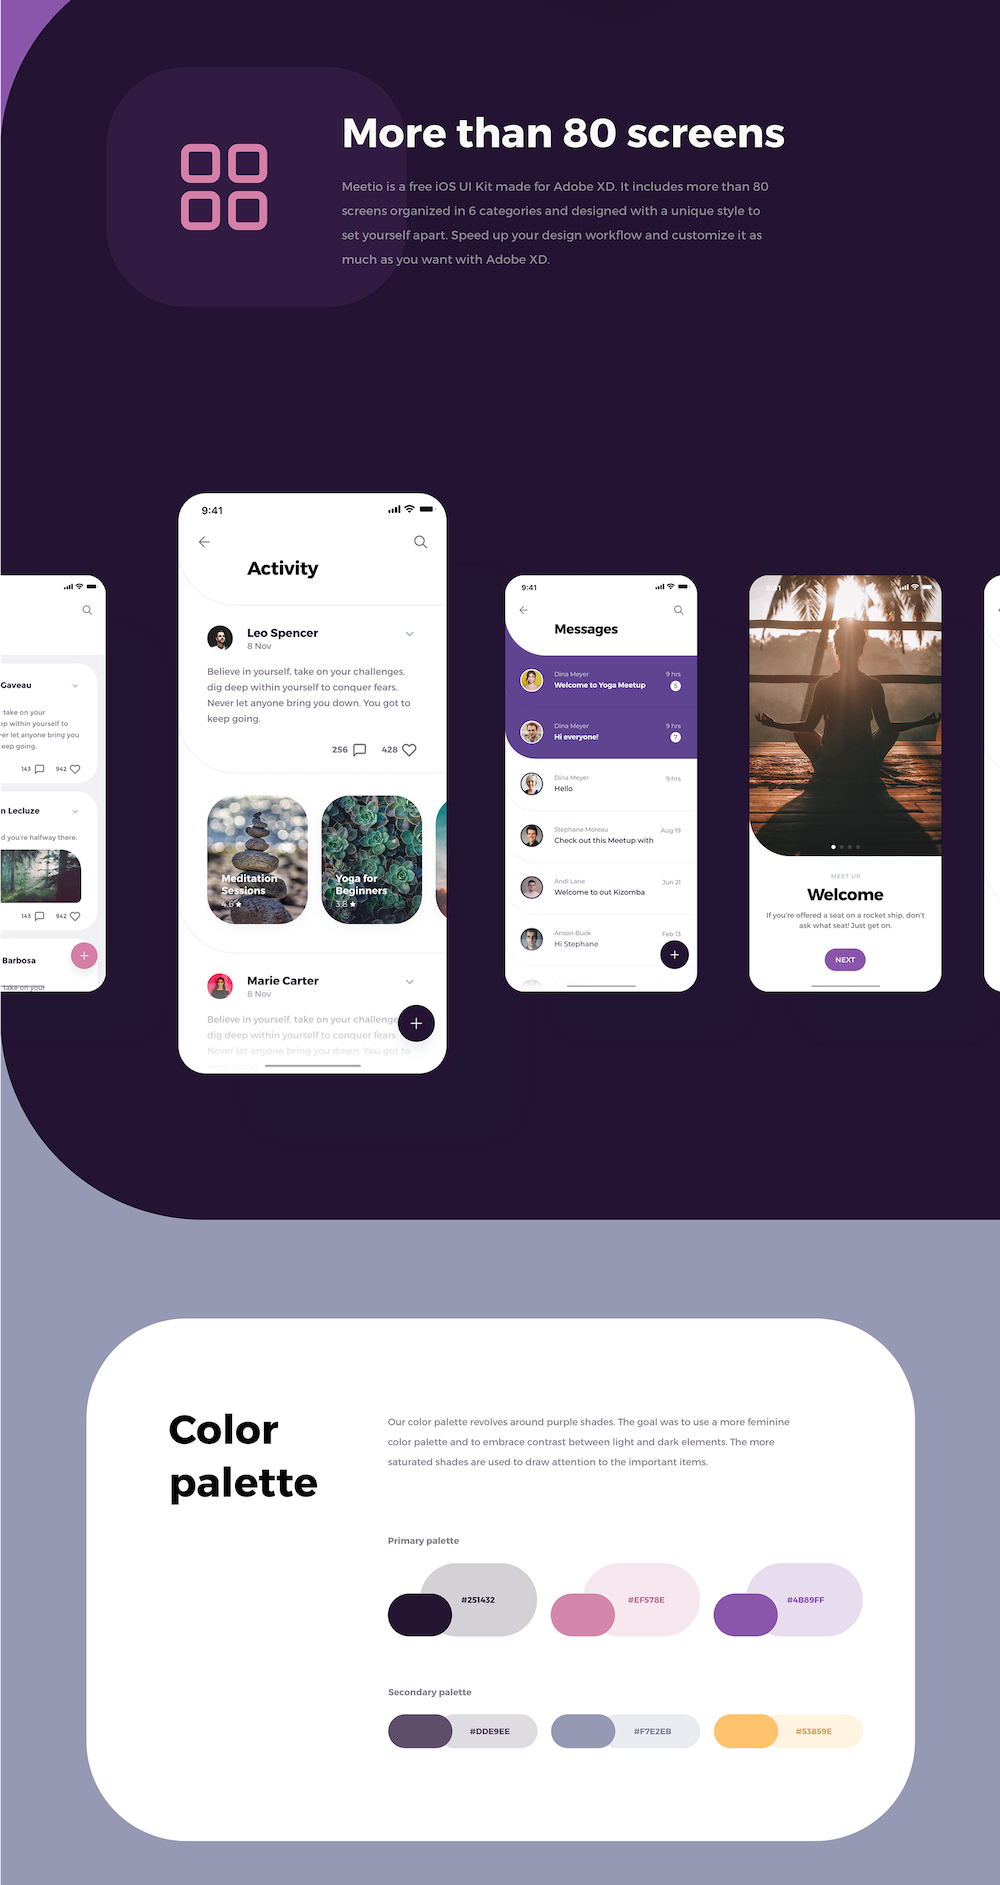 More than 80 screens
Meetio is a free iOS UI Kit made for Adobe XD. It includes more than 80
screens organized in 6 categories and designed with a unique style to
set yourself apart. Speed up your design workflow and customize it as
much as you want with Adobe XD.
Gaveau
take on your
within yourself to
er let anyone bring you
eep going.
143
942
n Lecluze
d you're halfway there.
143
942
Barbosa
take on your
9:41
Activity
Leo Spencer
8 Nov
Believe in yourself, take on your challenges,
dig deep within yourself to conquer fears.
Never let anyone bring you down. You got to
keep going.
256
428
Meditation
Sessions
4.6
Yoga for
Beginners
3.8
Marie Carter
8 Nov
Believe in yourself, take on your challenge
dig deep within yourself to conquer fears.
Never let anyone bring you down. You got to
9:41
Messages
Dina Meyer 9 hrs
Welcome to Yoga Meetup 5
Dina Meyer 9 hrs
Hi everyone! 7
Dina Meyer 9 hrs
Hello
Stephane Moreau Aug 19
Check out this Meetup with
Andi Lane Jun 21
Welcome to out Kizomba
Anson Buck Feb 13
Hi Stephane
MEET UP
Welcome
If you're offered a seat on a rocket ship, don't
ask what seat! Just get on.
NEXT
Color
palette
Our color palette revolves around purple shades. The goal was to use a more feminine
color palette and to embrace contrast between light and dark elements. The more
saturated shades are used to draw attention to the important items.
Primary palette
#251432
#EF578E
#4B89FF
Secondary palette
#DDE9EE
#F7E2EB
#53859E